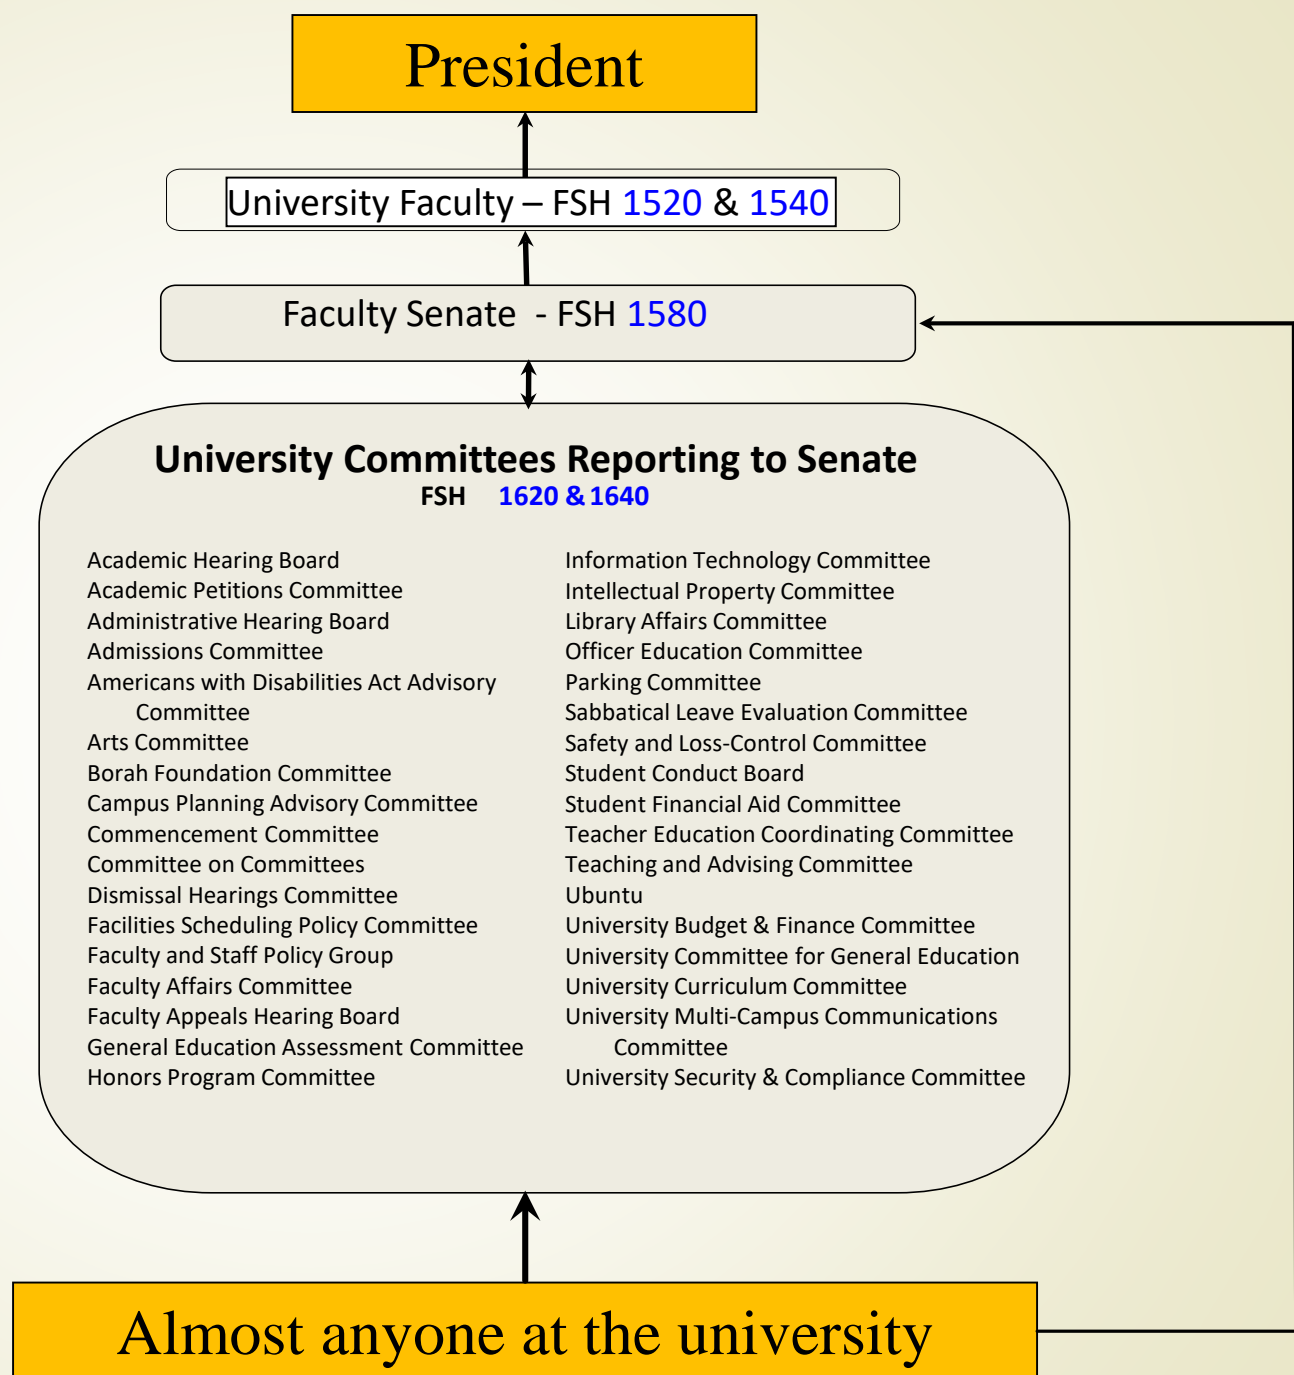 President
University Faculty – FSH 1520 & 1540
Faculty Senate - FSH 1580
University Committees Reporting to Senate
FSH 1620 & 1640
Academic Hearing Board
Academic Petitions Committee
Administrative Hearing Board
Admissions Committee
Americans with Disabilities Act Advisory
Committee
Arts Committee
Borah Foundation Committee
Campus Planning Advisory Committee
Commencement Committee
Committee on Committees
Dismissal Hearings Committee
Facilities Scheduling Policy Committee
Faculty and Staff Policy Group
Faculty Affairs Committee
Faculty Appeals Hearing Board
General Education Assessment Committee
Honors Program Committee
Information Technology Committee
Intellectual Property Committee
Library Affairs Committee
Officer Education Committee
Parking Committee
Sabbatical Leave Evaluation Committee
Safety and Loss-Control Committee
Student Conduct Board
Student Financial Aid Committee
Teacher Education Coordinating Committee
Teaching and Advising Committee
Ubuntu
University Budget & Finance Committee
University Committee for General Education
University Curriculum Committee
University Multi-Campus Communications
Committee
University Security & Compliance Committee
Almost anyone at the university